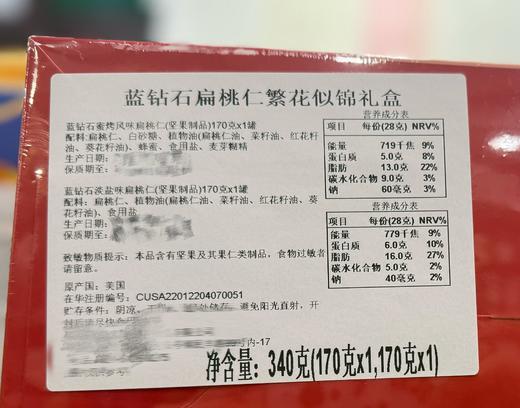 蓝钻石扁桃仁繁花似锦礼盒
蓝钻石蜜烤风味扁桃仁(坚果制品)170克x1罐
配料:扁桃仁、白砂糖、植物油(扁桃仁油、菜籽油、红花籽
油、葵花籽油)、蜂蜜、食用盐、麦芽糊精
生产日期:
保质期至:
蓝钻石淡盐味扁桃仁(坚果制品)170克x1罐
配料: 扁桃仁、植物油(扁桃仁油、菜籽油、红花籽油、葵
花籽油)、食用盐
生产日期:
保质期至:
致敏物质提示: 本品含有坚果及其果仁类制品, 食物过敏者
请留意。
原产国: 美国
在华注册编号: CUSA22012204070051
贮存条件: 阴凉、
避免阳光直射, 开
内-17
营养成分表
项目 每份(28克) NRV%
能量 719千焦 9%
蛋白质 5.0克 8%
脂肪 13.0克 22%
碳水化合物 9.0克 3%
钠 60毫克 3%
营养成分表
项目 每份(28克) NRV%
能量 779千焦 9%
蛋白质 6.0克 10%
脂肪 16.0克 27%
碳水化合物 5.0克 2%
钠 40毫克 2%
净含量: 340克(170克x1,170克x1)